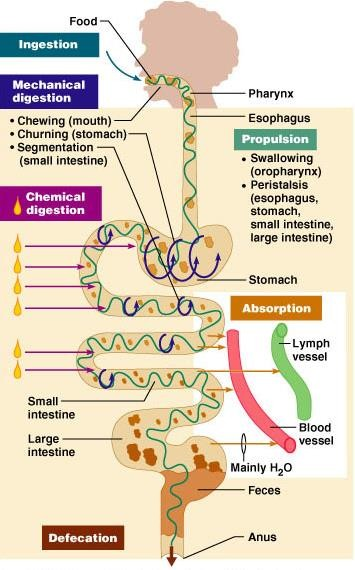 Food
Ingestion
Mechanical
digestion
• Chewing (mouth)
• Churning (stomach)
• Segmentation
(small intestine)
Chemical
digestion
Pharynx
Esophagus
Propulsion
• Swallowing
(oropharynx)
• Peristalsis
(esophagus,
stomach,
small intestine,
large intestine)
Stomach
Absorption
Lymph
vessel
Blood
vessel
Mainly H₂O
Small
intestine
Large
intestine
Feces
Defecation
Anus